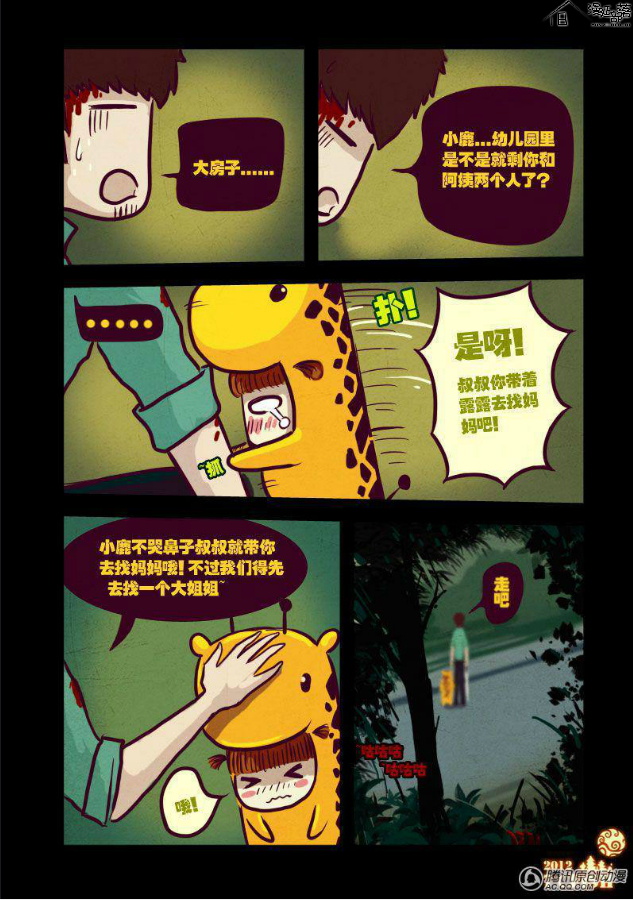 漫画部落
大房子......
小鹿...幼儿园里
是不是就剩你和
阿姨两个人了?
●●●●●
扑!
是呀!
叔叔你带着
露露去找妈
妈吧!
~抓
小鹿不哭鼻子叔叔就带你
去找妈妈哦!不过我们得先
去找一个大姐姐~
哦!
走
吧
~咕咕咕
~咕咕咕
2012
腾讯原创动漫
AC.QQ.COM